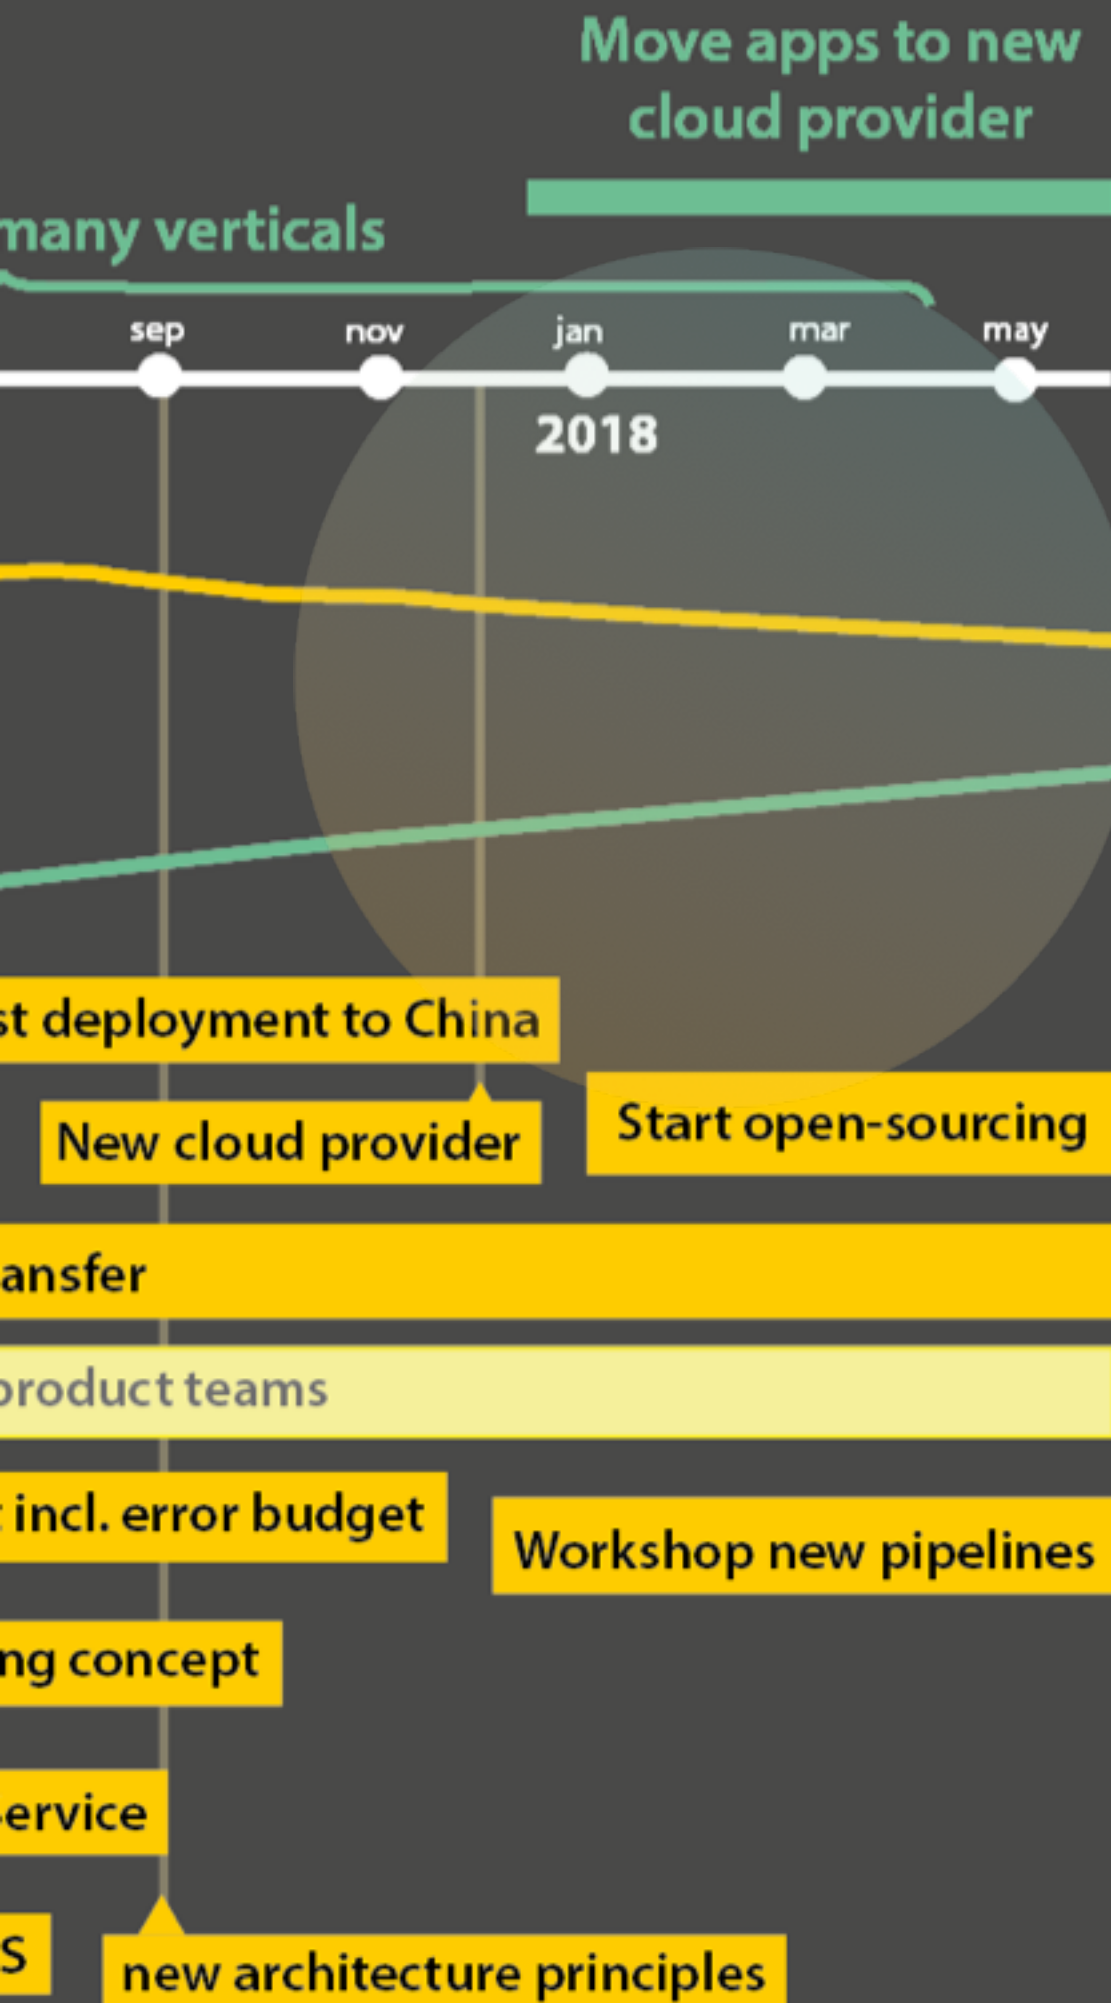 Move apps to new
cloud provider
many verticals
sep nov jan mar may
2018
st deployment to China
New cloud provider
Start open-sourcing
ansfer
product teams
incl. error budget
Workshop new pipelines
ng concept
service
S
new architecture principles